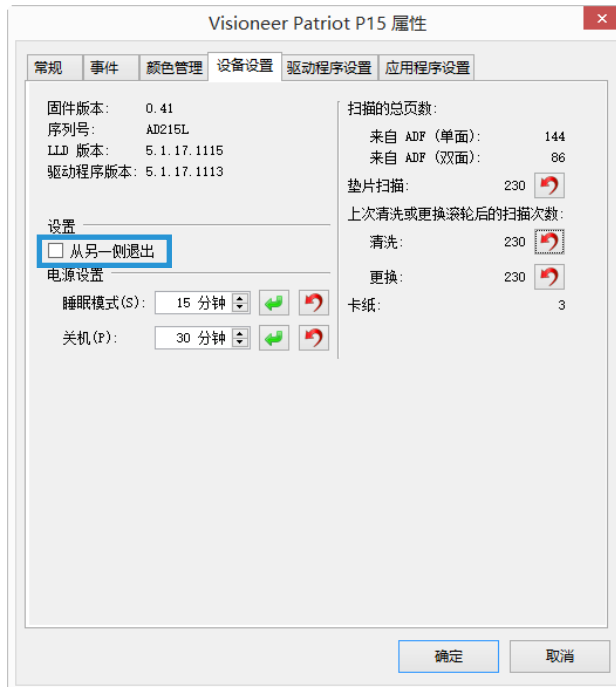 Visioneer Patriot P15 属性
常规 事件 颜色管理 设备设置 驱动程序设置 应用程序设置
固件版本: 0.41
序列号: AD215L
LLD 版本: 5.1.17.1115
驱动程序版本: 5.1.17.1113
设置
从另一侧退出
电源设置
睡眠模式(S): 15 分钟
关机(P): 30 分钟
扫描的总页数:
来自 ADF (单面): 144
来自 ADF (双面): 86
垫片扫描: 230
上次清洗或更换滚轮后的扫描次数:
清洗: 230
更换: 230
卡纸: 3
确定 取消